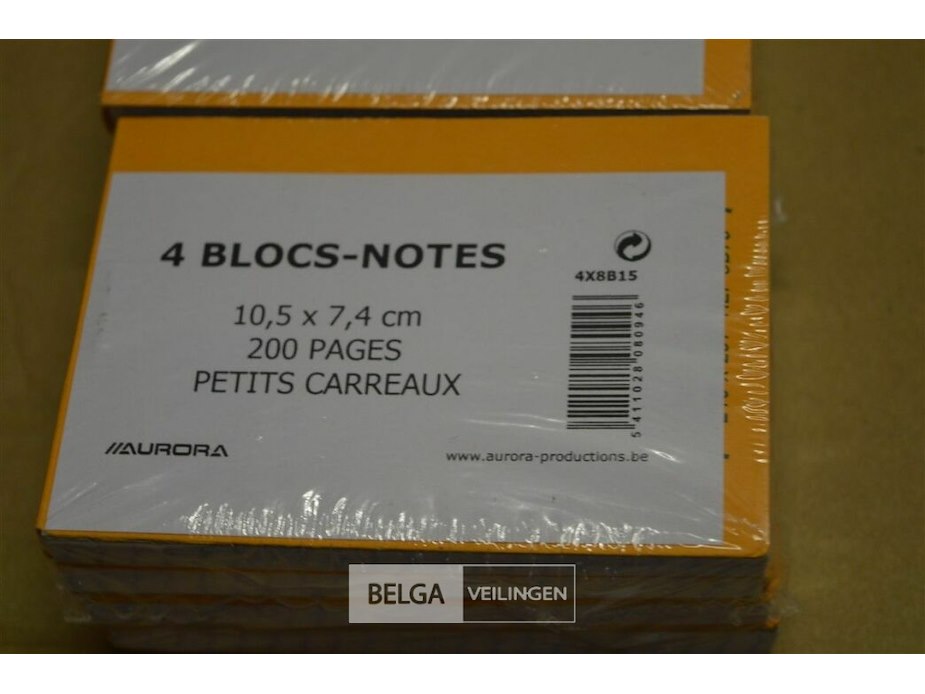 4 BLOCS-NOTES
10,5 x 7,4 cm
200 PAGES
PETITS CARREAUX
4X8B15
5 411028 080946
//AURORA
www.aurora-productions.be
BELGA VEILINGEN